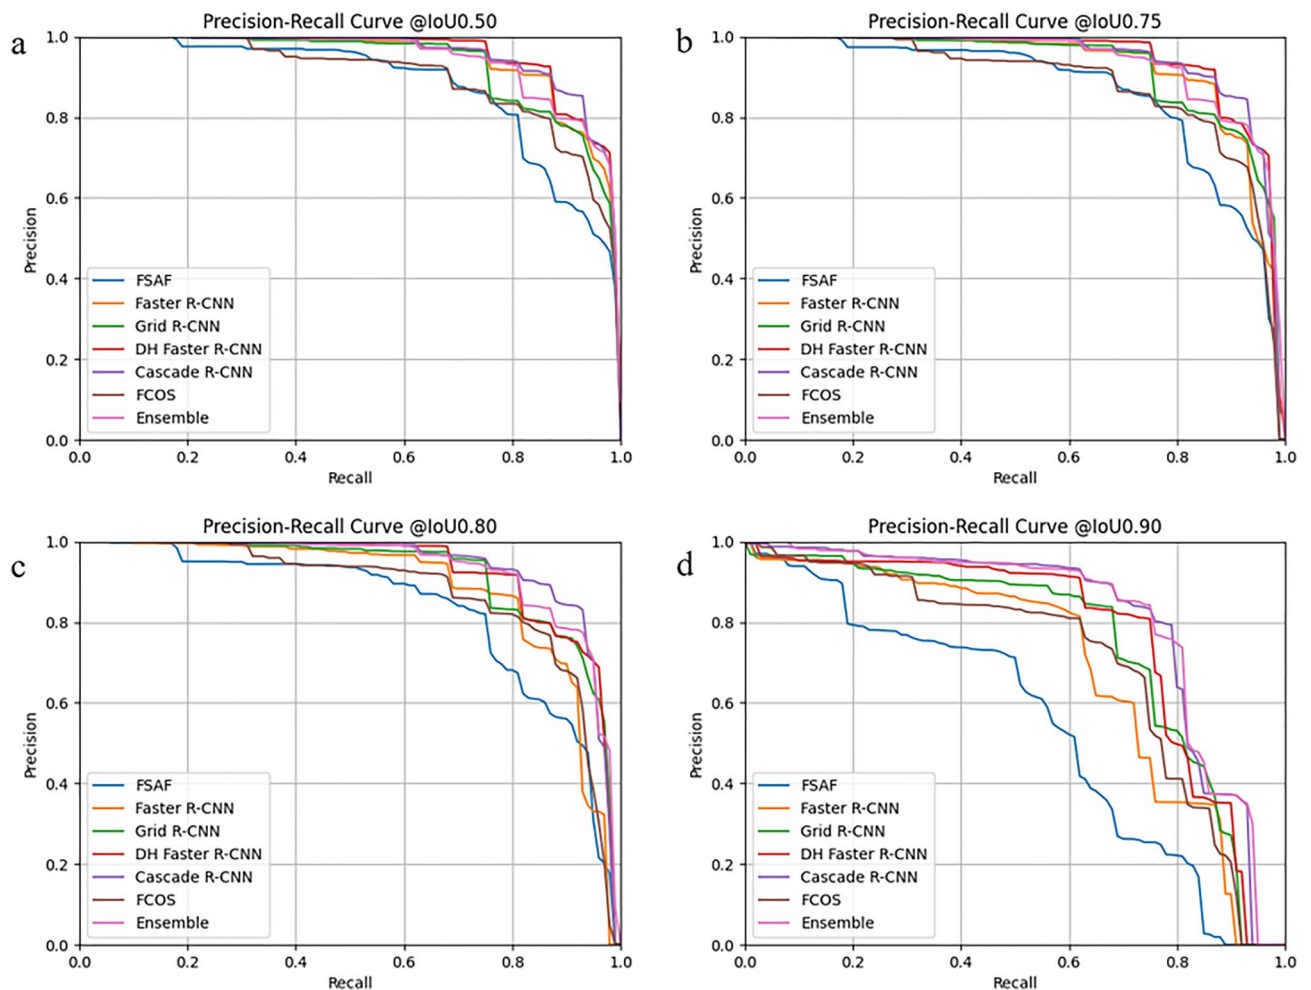 a
Precision-Recall Curve @IoU0.50
1.0
0.8
0.6
0.4
0.2
0.0
Precision
FSAF
Faster R-CNN
Grid R-CNN
DH Faster R-CNN
Cascade R-CNN
FCOS
Ensemble
0.0 0.2 0.4 0.6 0.8 1.0
Recall
b
Precision-Recall Curve @IoU0.75
1.0
0.8
0.6
0.4
0.2
0.0
Precision
FSAF
Faster R-CNN
Grid R-CNN
DH Faster R-CNN
Cascade R-CNN
FCOS
Ensemble
0.0 0.2 0.4 0.6 0.8 1.0
Recall
c
Precision-Recall Curve @IoU0.80
1.0
0.8
0.6
0.4
0.2
0.0
Precision
FSAF
Faster R-CNN
Grid R-CNN
DH Faster R-CNN
Cascade R-CNN
FCOS
Ensemble
0.0 0.2 0.4 0.6 0.8 1.0
Recall
d
Precision-Recall Curve @IoU0.90
1.0
0.8
0.6
0.4
0.2
0.0
Precision
FSAF
Faster R-CNN
Grid R-CNN
DH Faster R-CNN
Cascade R-CNN
FCOS
Ensemble
0.0 0.2 0.4 0.6 0.8 1.0
Recall